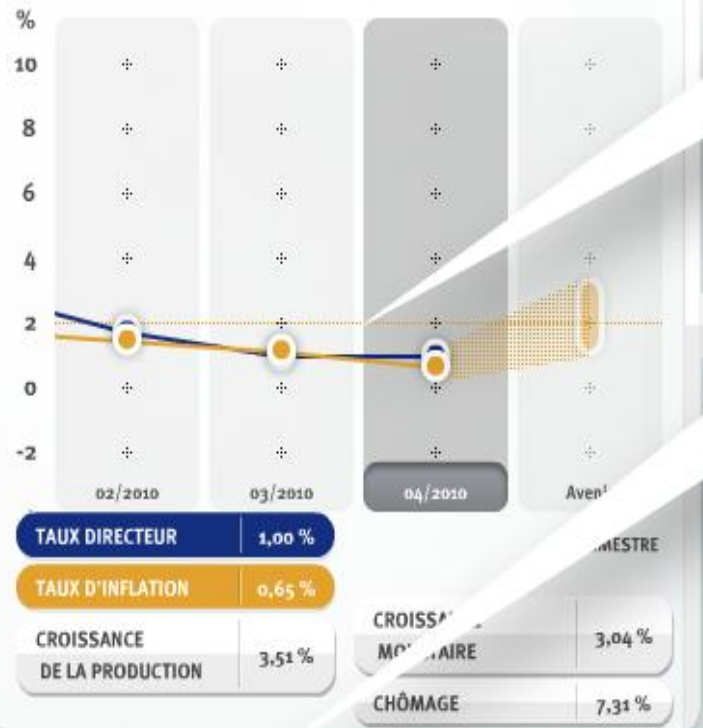 %
10
8
6
4
2
0
-2
02/2010 03/2010 04/2010
TAUX DIRECTEUR 1,00 %
TAUX D'INFLATION 0,65 %
CROISSANCE
DE LA PRODUCTION 3,51 %
3,04 %
CHÔMAGE 7,31 %